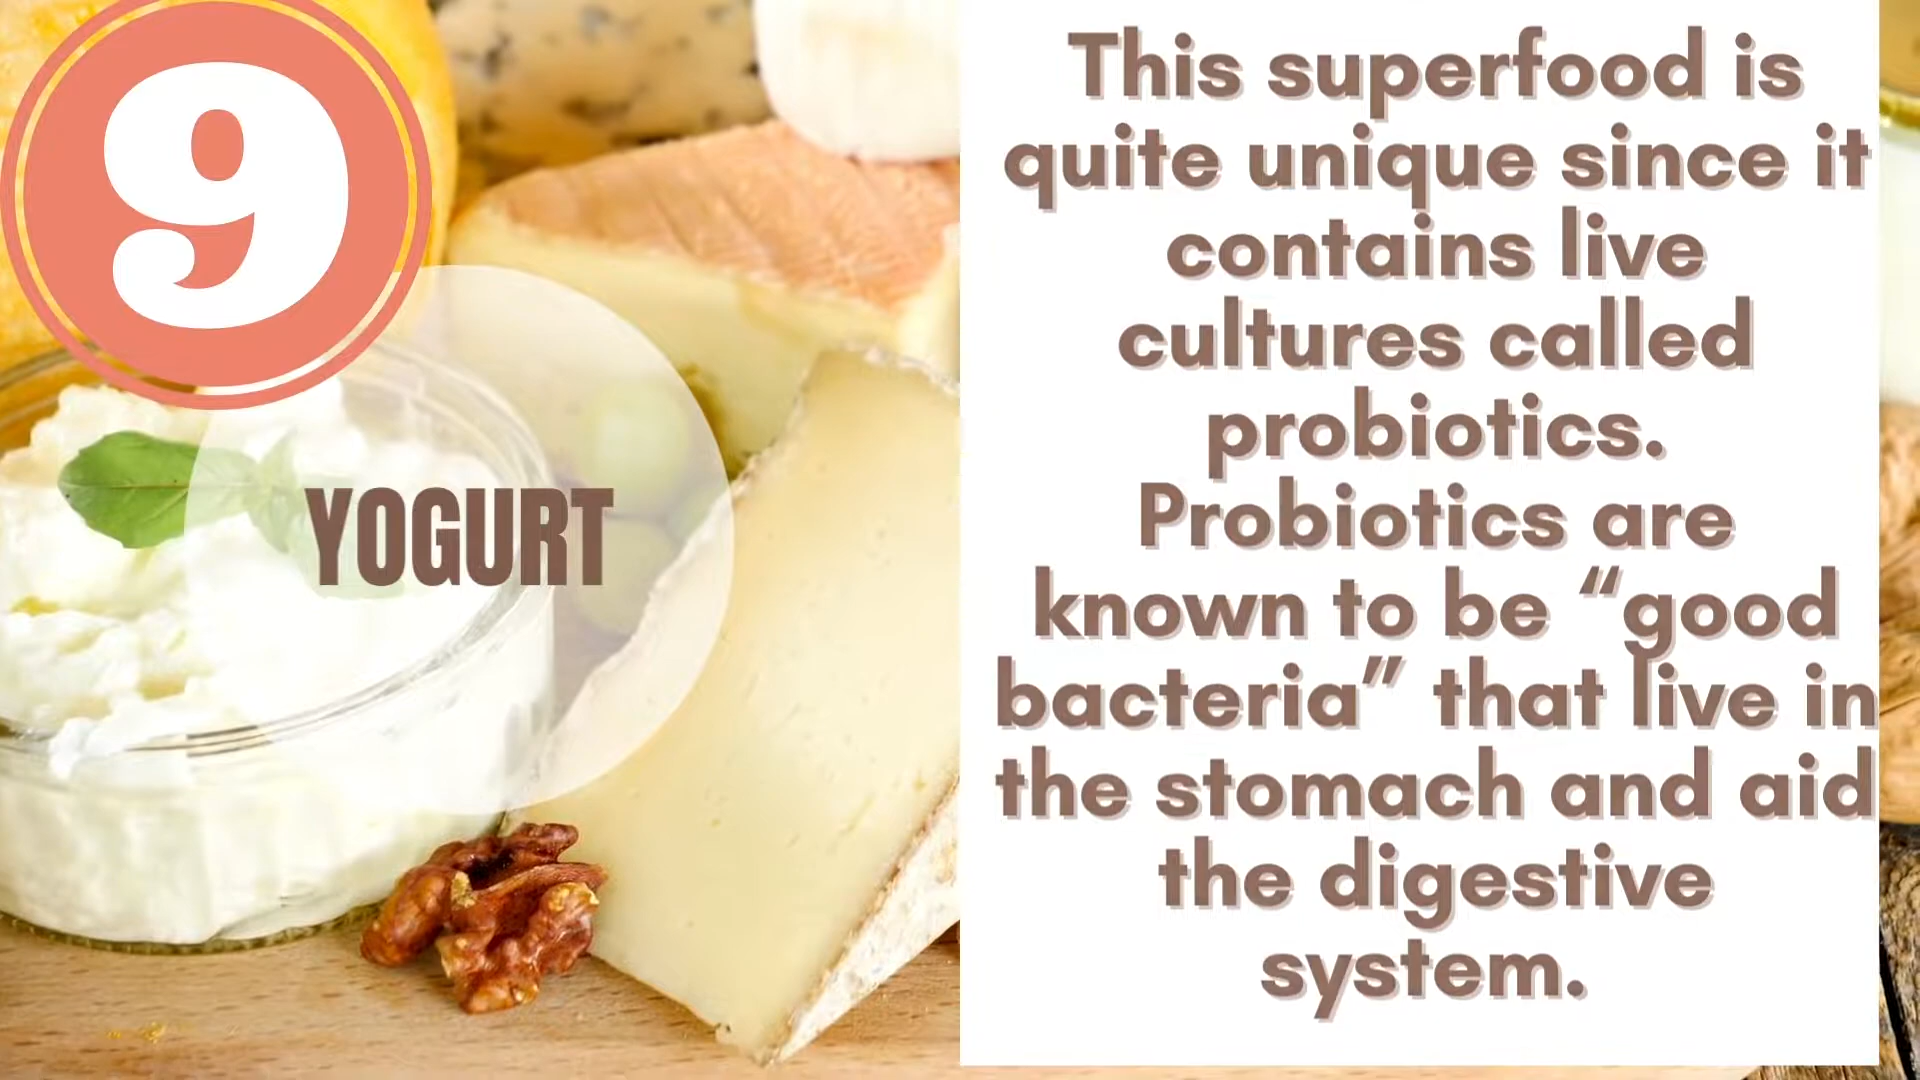 9
YOGURT
This superfood is
quite unique since it
contains live
cultures called
probiotics.
Probiotics are
known to be “good
bacteria” that live in
the stomach and aid
the digestive
system.